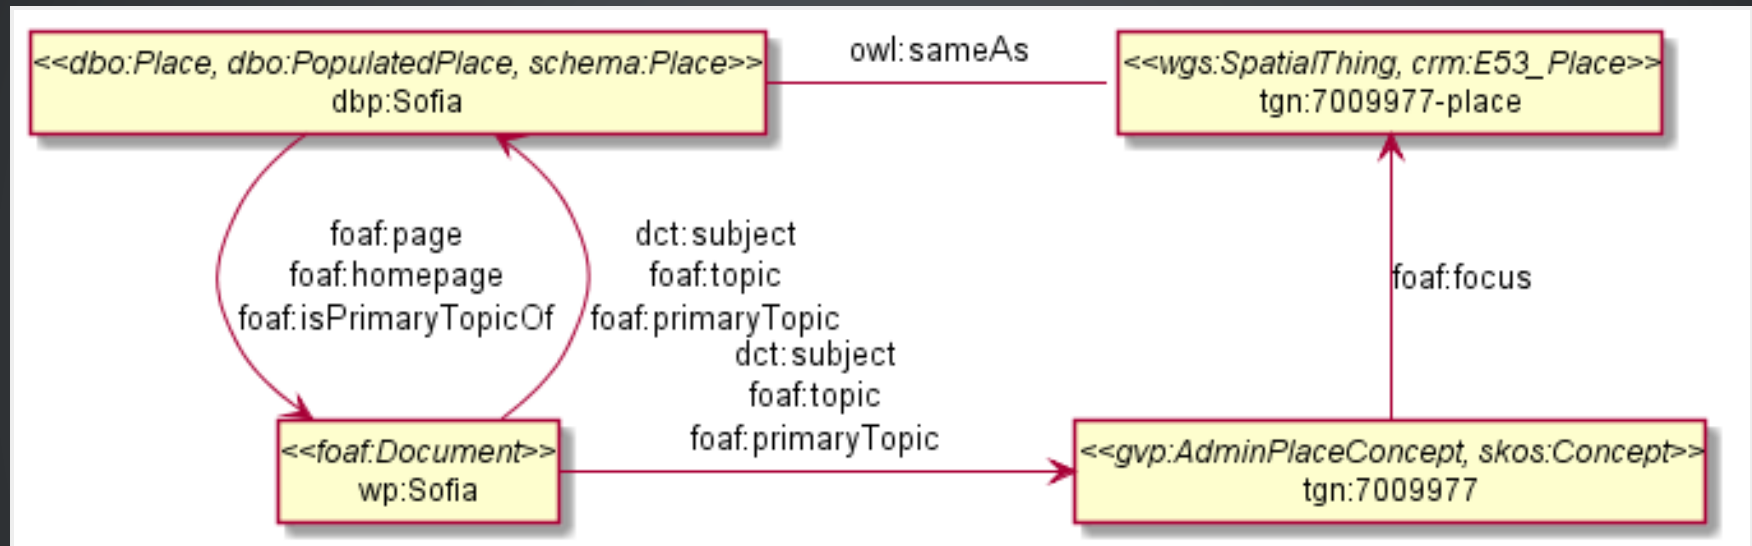 <<dbo:Place, dbo:PopulatedPlace, schema:Place>>
dbp:Sofia
owl:sameAs
<<wgs:SpatialThing, crm:E53_Place>>
tgn:7009977-place
foaf:page
foaf:homepage
foaf:isPrimaryTopicOf
dct:subject
foaf:topic
foaf:primaryTopic
dct:subject
foaf:topic
foaf:primaryTopic
foaf:focus
<<foaf:Document>>
wp:Sofia
<<gvp:AdminPlaceConcept, skos:Concept>>
tgn:7009977